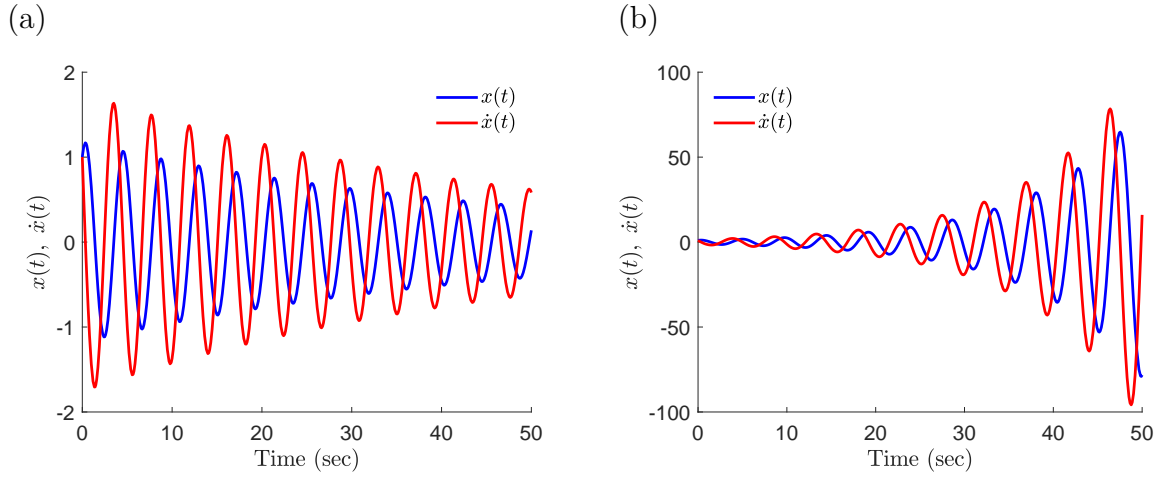 (a)
2
1
0
-1
-2
x(t), ẋ(t)
x(t)
ẋ(t)
0 10 20 30 40 50
Time (sec)
(b)
100
50
0
-50
-100
x(t), ẋ(t)
x(t)
ẋ(t)
0 10 20 30 40 50
Time (sec)